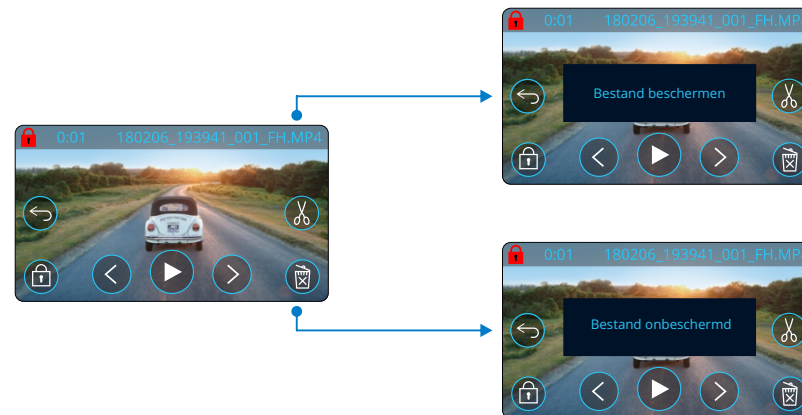 0:01 180206_193941_001_FH.MP4
0:01 180206_193941_001_FH.MP
Bestand beschermen
0:01 180206_193941_001_FH.MP
Bestand onbeschermd